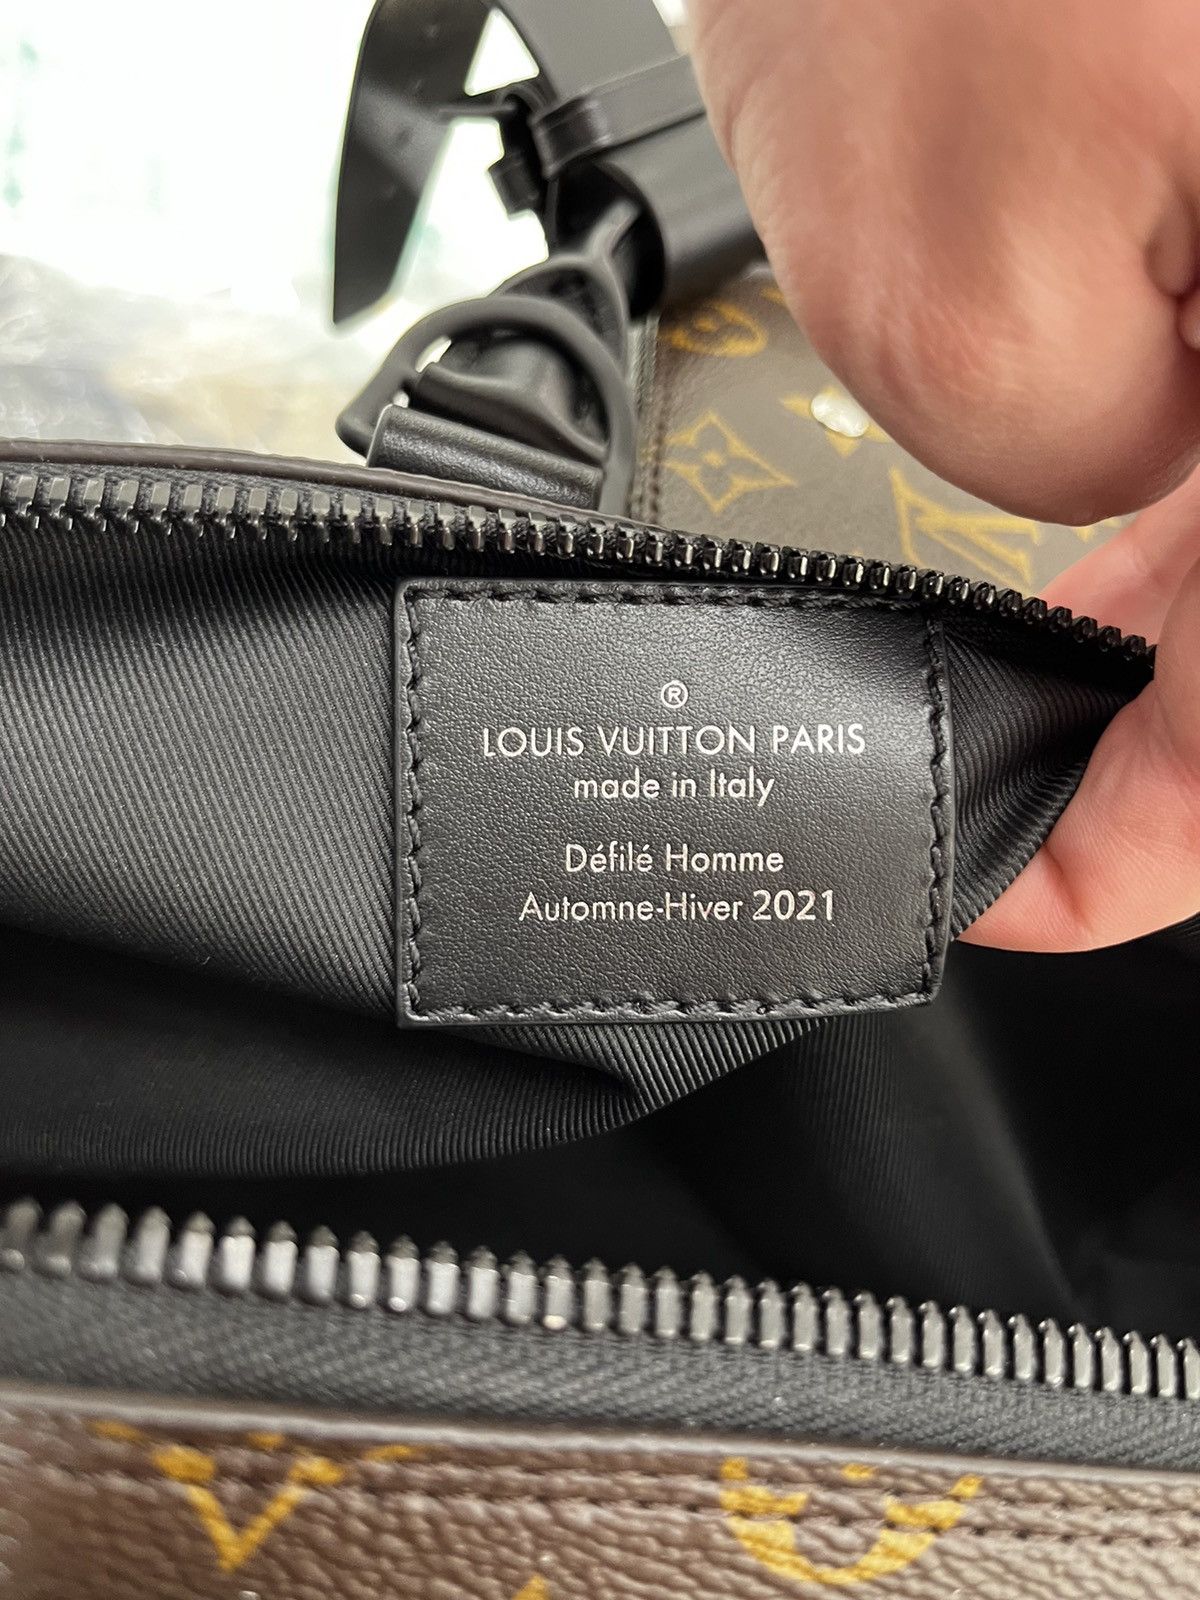 ®
LOUIS VUITTON PARIS
made in Italy
Défilé Homme
Automne-Hiver 2021